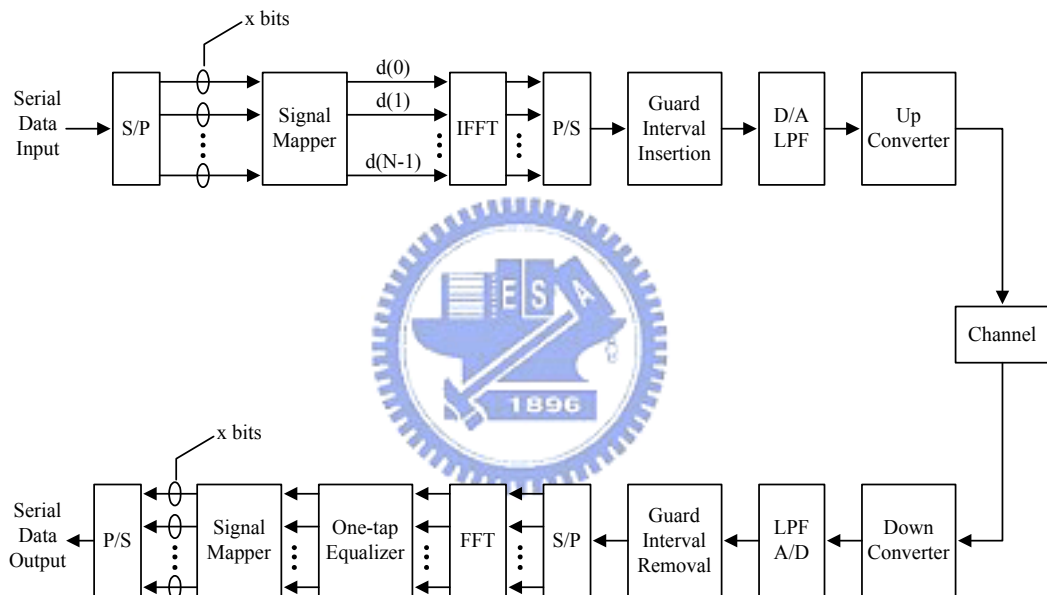 x bits
Serial
Data
Input
S/P
Signal
Mapper
d(0)
d(1)
d(N-1)
IFFT
P/S
Guard
Interval
Insertion
D/A
LPF
Up
Converter
Channel
E S A
1896
x bits
Serial
Data
Output
P/S
Signal
Mapper
One-tap
Equalizer
FFT
S/P
Guard
Interval
Removal
LPF
A/D
Down
Converter